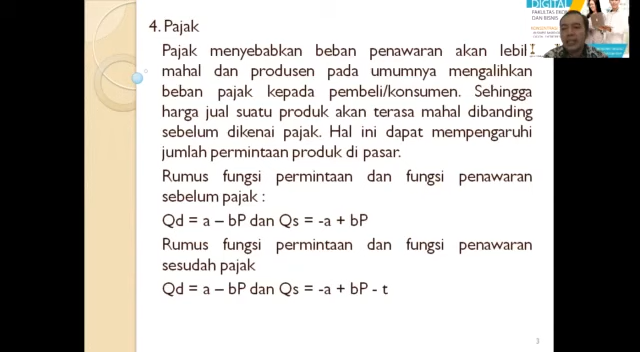 4. Pajak
Pajak menyebabkan beban penawaran akan lebih
mahal dan produsen pada umumnya mengalihkan
beban pajak kepada pembeli/konsumen. Sehingga
harga jual suatu produk akan terasa mahal dibanding
sebelum dikenai pajak. Hal ini dapat mempengaruhi
jumlah permintaan produk di pasar.
Rumus fungsi permintaan dan fungsi penawaran
sebelum pajak :
Qd = a – bP dan Qs = -a + bP
Rumus fungsi permintaan dan fungsi penawaran
sesudah pajak
Qd = a – bP dan Qs = -a + bP - t
3
DIGITAL
FAKULTAS EKO
DAN BISNIS